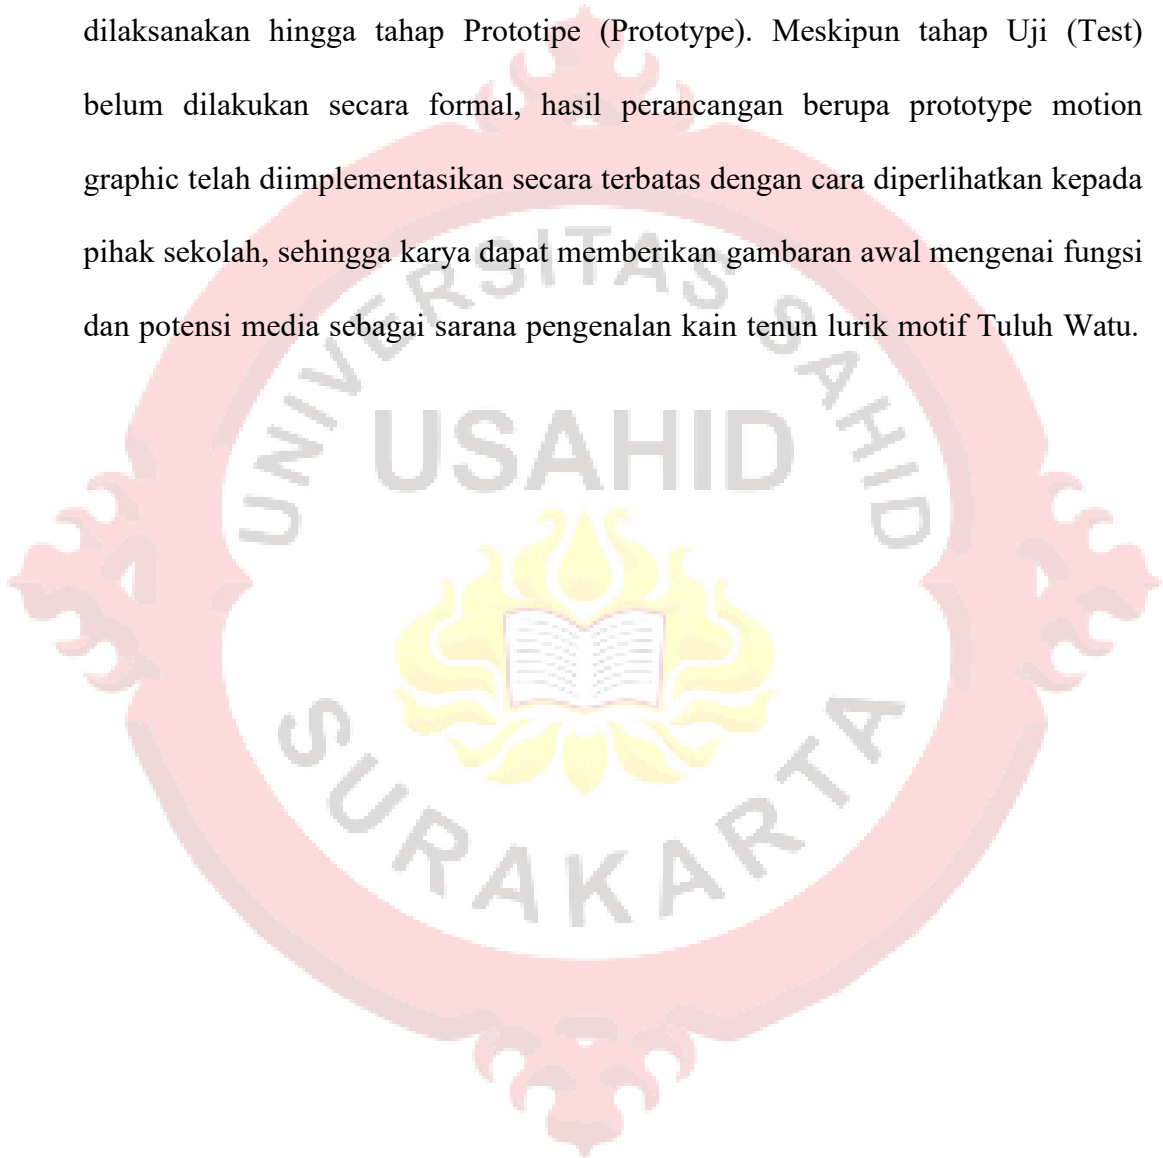 dilaksanakan hingga tahap Prototipe (Prototype). Meskipun tahap Uji (Test)
belum dilakukan secara formal, hasil perancangan berupa prototype motion
graphic telah diimplementasikan secara terbatas dengan cara diperlihatkan kepada
pihak sekolah, sehingga karya dapat memberikan gambaran awal mengenai fungsi
dan potensi media sebagai sarana pengenalan kain tenun lurik motif Tuluh Watu.
UNIVERSITAS SAHID
USAHID
SURAKARTA